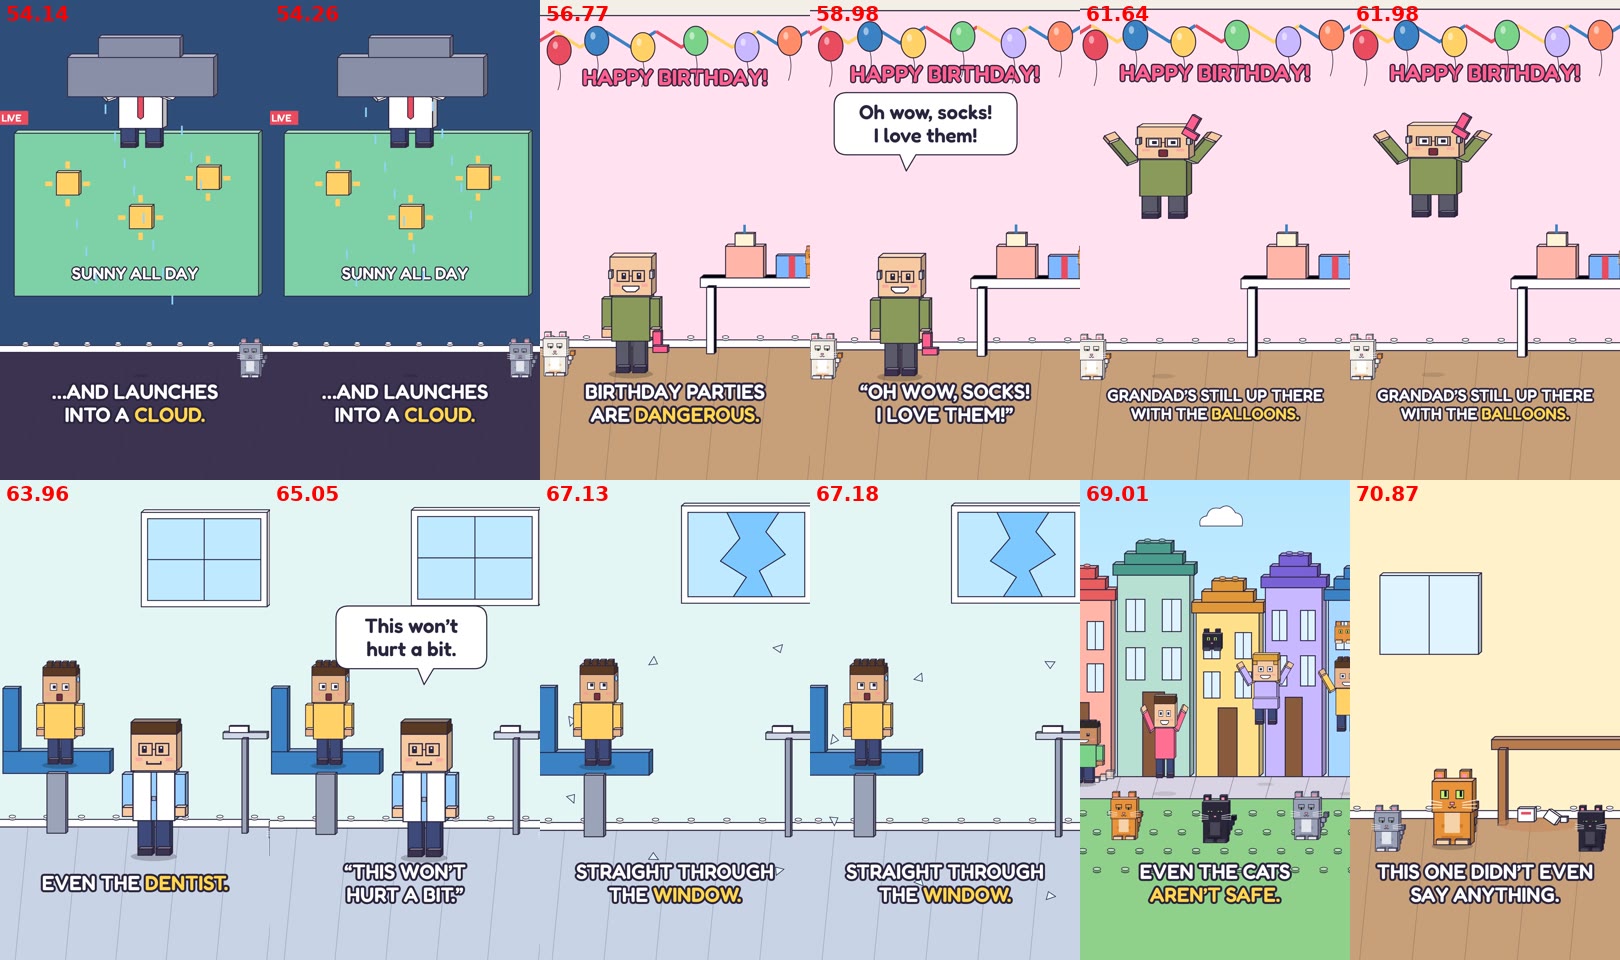 54.14
LIVE
SUNNY ALL DAY
...AND LAUNCHES
INTO A CLOUD.
54.26
LIVE
SUNNY ALL DAY
...AND LAUNCHES
INTO A CLOUD.
56.77
HAPPY BIRTHDAY!
BIRTHDAY PARTIES
ARE DANGEROUS.
58.98
HAPPY BIRTHDAY!
Oh wow, socks!
I love them!
“OH WOW, SOCKS!
I LOVE THEM!”
61.64
HAPPY BIRTHDAY!
GRANDAD’S STILL UP THERE
WITH THE BALLOONS.
61.98
HAPPY BIRTHDAY!
GRANDAD’S STILL UP THERE
WITH THE BALLOONS.
63.96
EVEN THE DENTIST.
65.05
This won’t
hurt a bit.
“THIS WON’T
HURT A BIT.”
67.13
STRAIGHT THROUGH
THE WINDOW.
67.18
STRAIGHT THROUGH
THE WINDOW.
69.01
EVEN THE CATS
AREN’T SAFE.
70.87
THIS ONE DIDN’T EVEN
SAY ANYTHING.